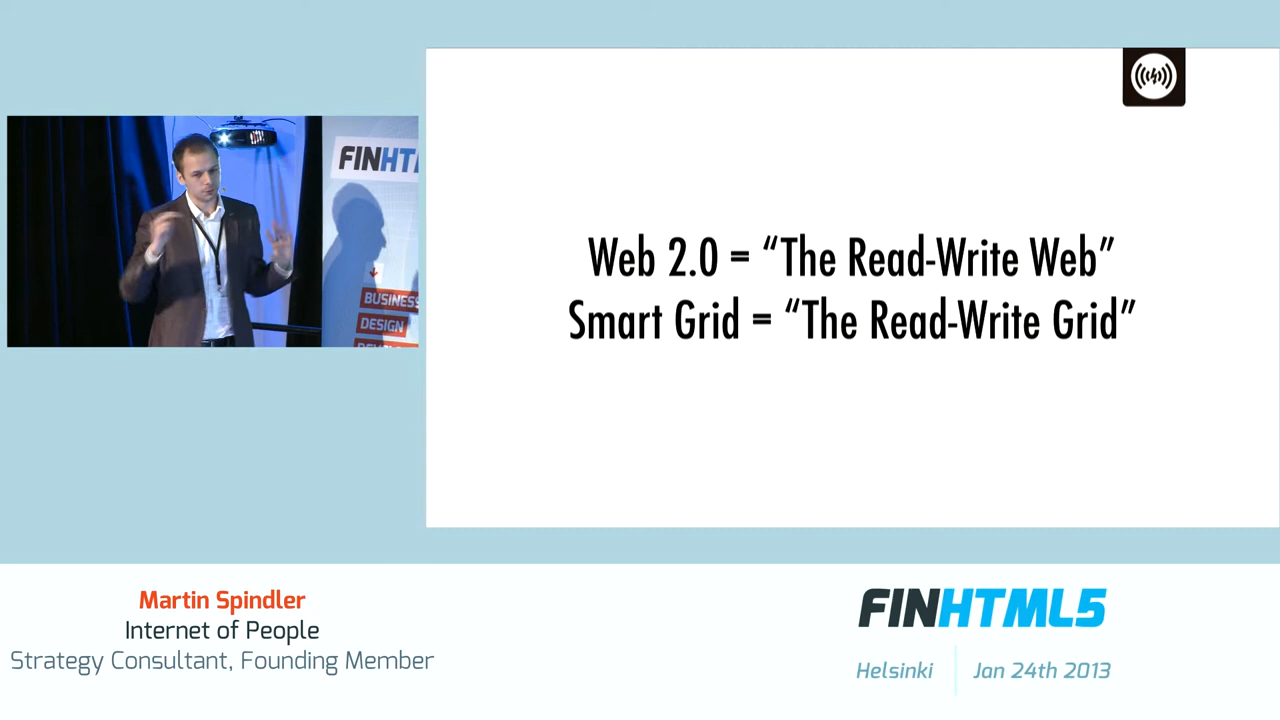 FINHT
BUSINESS
DESIGN
Web 2.0 = “The Read-Write Web”
Smart Grid = “The Read-Write Grid”
Martin Spindler
Internet of People
Strategy Consultant, Founding Member
FINHTML5
Helsinki
Jan 24th 2013